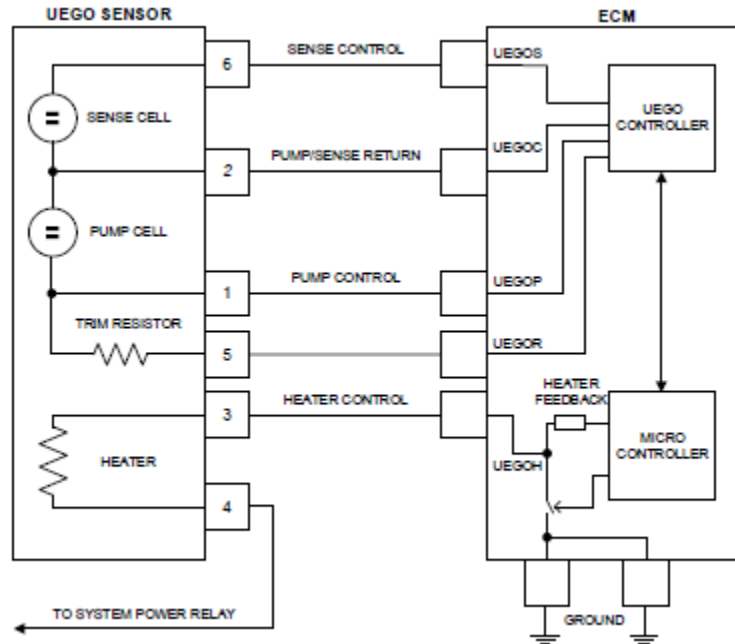 UEGO SENSOR
ECM
6
SENSE CONTROL
UEGOS
SENSE CELL
UEGO
CONTROLLER
2
PUMP/SENSE RETURN
UEGOC
PUMP CELL
1
PUMP CONTROL
UEGOP
TRIM RESISTOR
5
UEGOR
3
HEATER CONTROL
HEATER
FEEDBACK
MICRO
CONTROLLER
HEATER
UEGOH
4
TO SYSTEM POWER RELAY
GROUND